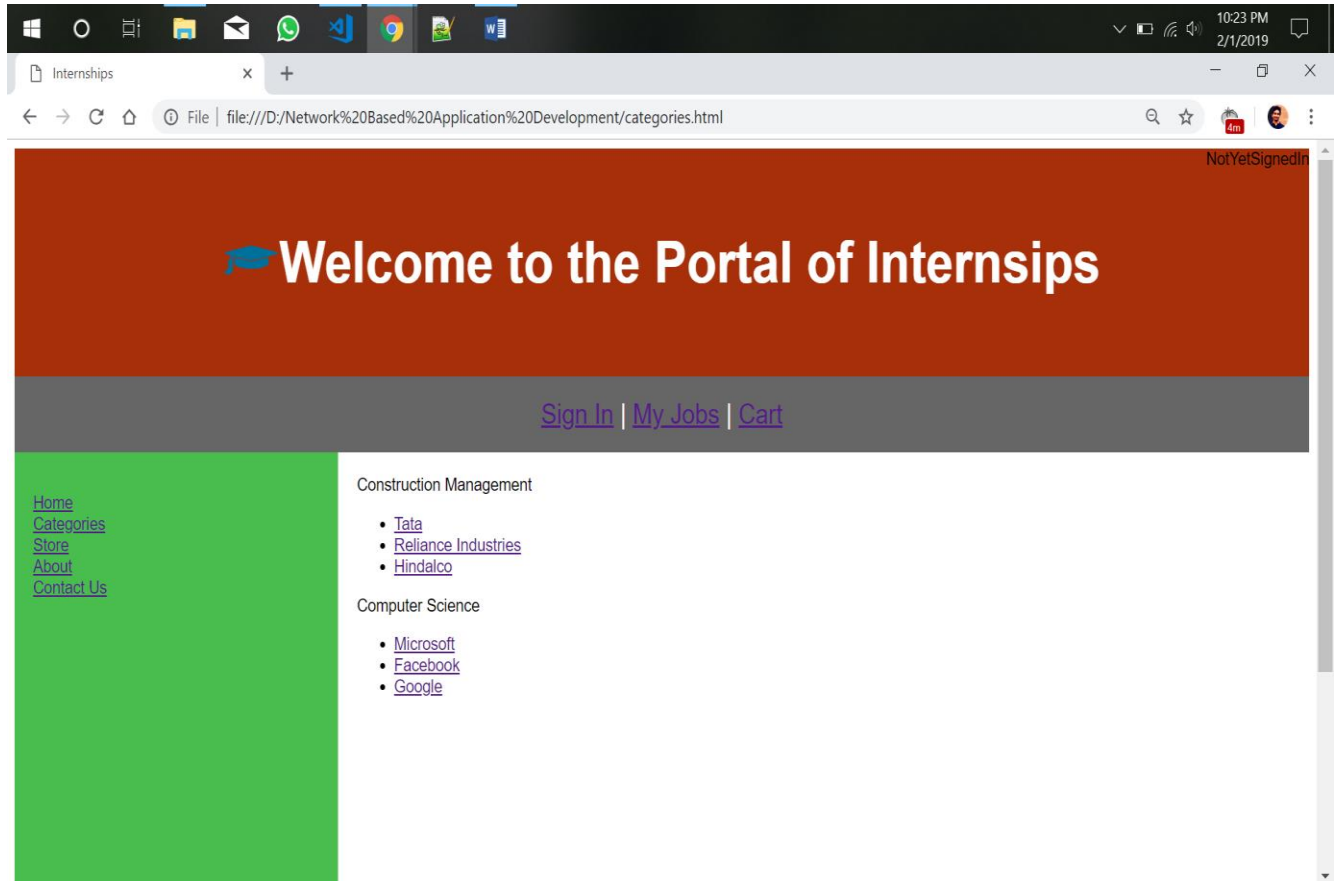 10:23 PM
2/1/2019
Internships
File | file:///D:/Network%20Based%20Application%20Development/categories.html
4m
NotYetSignedIn
Welcome to the Portal of Internsips
Sign In | My Jobs | Cart
Home
Categories
Store
About
Contact Us
Construction Management
• Tata
• Reliance Industries
• Hindalco
Computer Science
• Microsoft
• Facebook
• Google